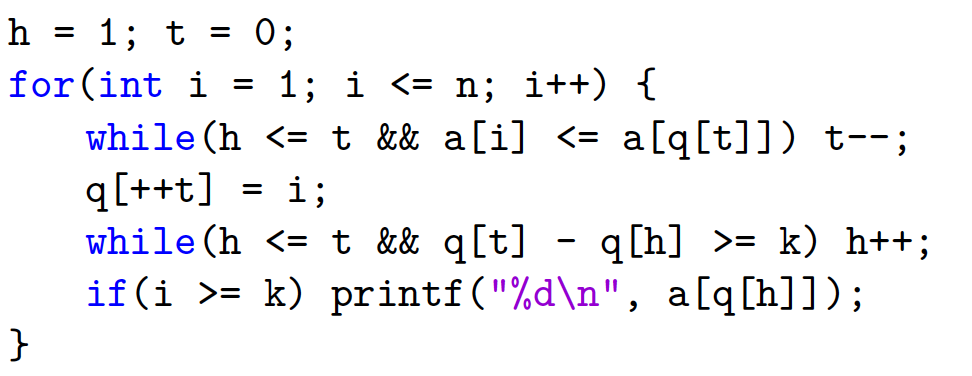 h = 1; t = 0;
for(int i = 1; i <= n; i++) {
    while(h <= t && a[i] <= a[q[t]]) t--;
    q[++t] = i;
    while(h <= t && q[t] - q[h] >= k) h++;
    if(i >= k) printf("%d\n", a[q[h]]);
}